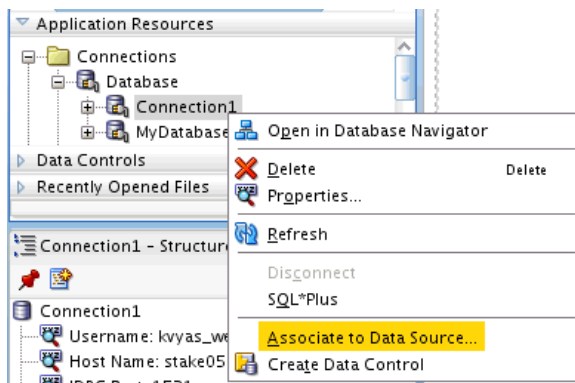 Application Resources
Connections
Database
Connection1
MyDatabase
Data Controls
Recently Opened Files
Open in Database Navigator
Delete Delete
Properties...
Refresh
Disconnect
SQL*Plus
Associate to Data Source...
Create Data Control
Connection1 - Structure
Connection1
Username: kvyas_we
Host Name: stake05